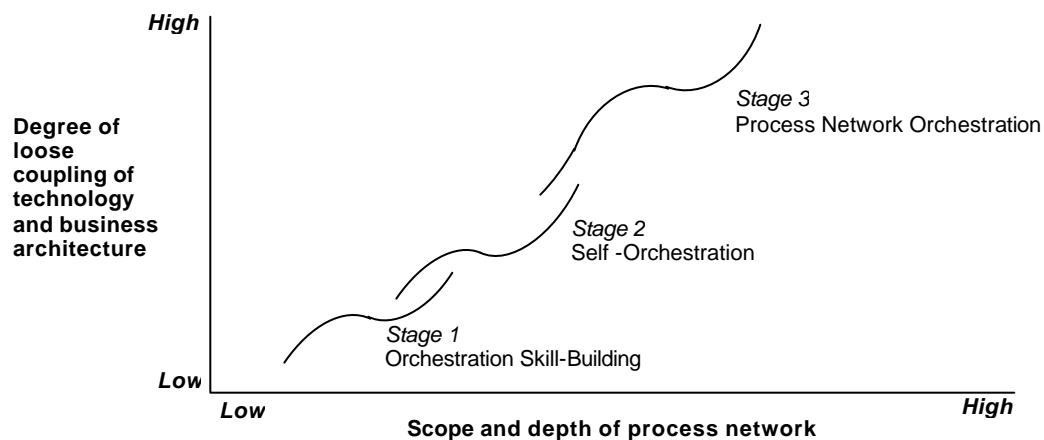 High
Degree of
loose
coupling of
technology
and business
architecture
Stage 3
Process Network Orchestration
Stage 2
Self -Orchestration
Stage 1
Orchestration Skill-Building
Low
Low
High
Scope and depth of process network